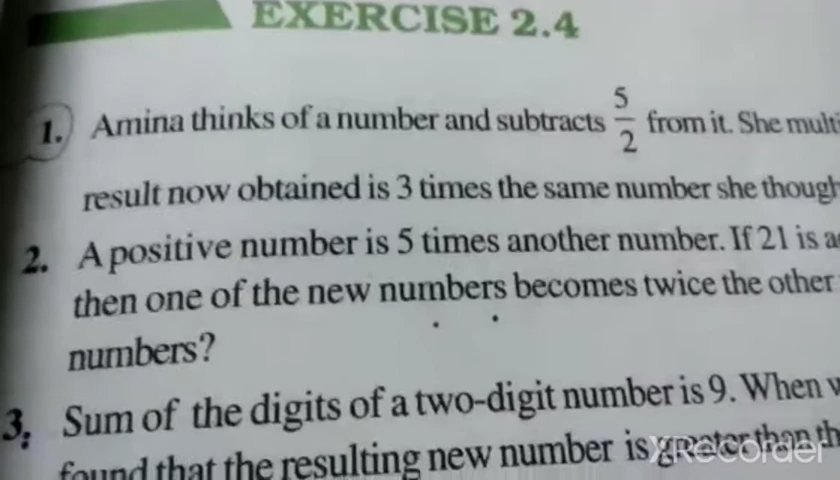 EXERCISE 2.4
1. Amina thinks of a number and subtracts 5/2 from it. She
result now obtained is 3 times the same number she
2. A positive number is 5 times another number. If 21 is
then one of the new numbers becomes twice the other
numbers?
3. Sum of the digits of a two-digit number is 9. When
found that the resulting new number is greater than
XRecorder